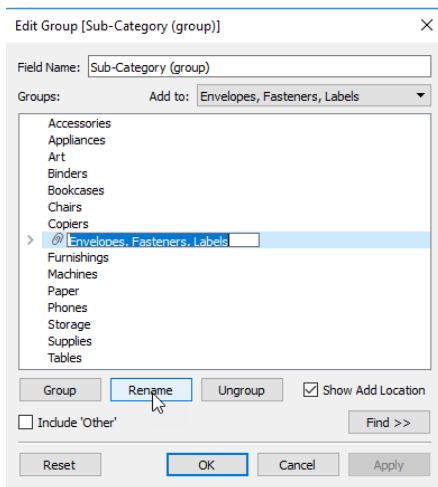 Edit Group [Sub-Category (group)]
Field Name: Sub-Category (group)
Groups: Add to: Envelopes, Fasteners, Labels
Accessories
Appliances
Art
Binders
Bookcases
Chairs
Copiers
Envelopes, Fasteners, Labels
Furnishings
Machines
Paper
Phones
Storage
Supplies
Tables
Group Rename Ungroup Show Add Location
Include 'Other' Find >>
Reset OK Cancel Apply